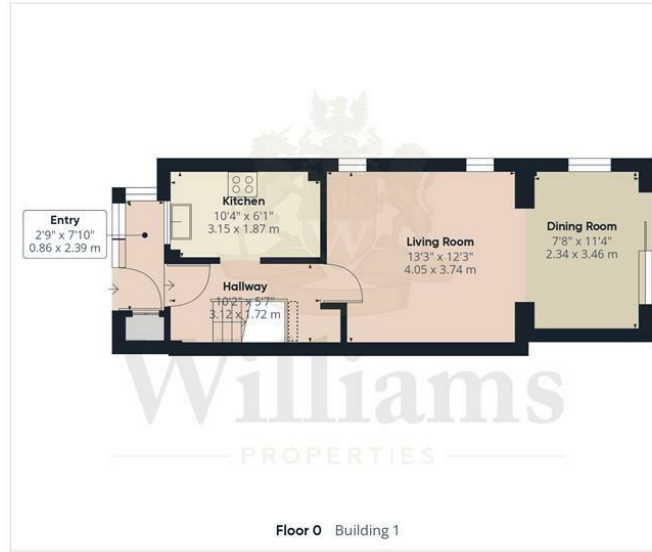 Kitchen
10'4" x 6'1"
3.15 x 1.87 m
Entry
2'9" x 7'10"
0.86 x 2.39 m
Living Room
13'3" x 12'3"
4.05 x 3.74 m
Dining Room
7'8" x 11'4"
2.34 x 3.46 m
Hallway
10'2" x 5'7"
3.12 x 1.72 m
Williams
PROPERTIES
Floor 0 Building 1